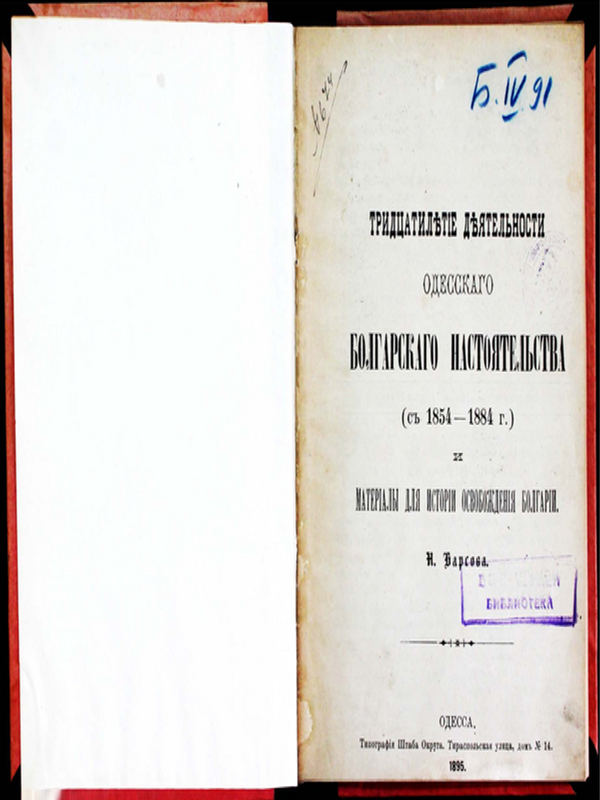 Б. IV 91
ТРИДЦАТИЛѢТІЕ ДѢЯТЕЛЬНОСТИ
ОДЕССКАГО
БОЛГАРСКАГО НАСТОЯТЕЛЬСТВА
(съ 1854—1884 г.)
и
МАТЕРІАЛЫ ДЛЯ ИСТОРІИ ОСВОБОЖДЕНІЯ БОЛГАРІИ.
Н. Барсова.
БИБЛИОТЕКА
ОДЕССА.
Типографія Штаба Округа. Тираспольская улица, домъ № 14.
1895.